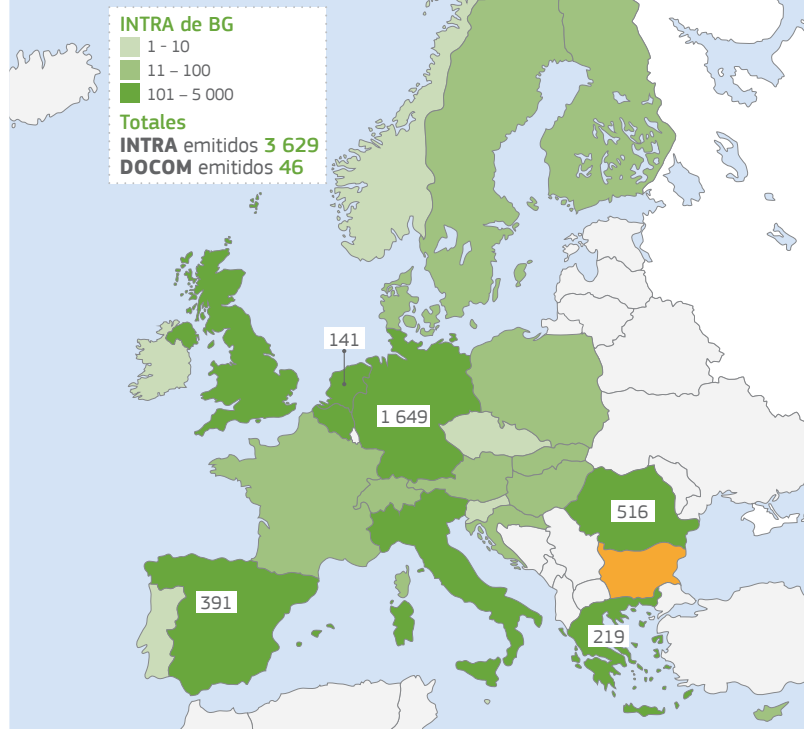 INTRA de BG
1 - 10
11 – 100
101 – 5 000
Totales
INTRA emitidos 3 629
DOCOM emitidos 46
141
1 649
516
391
219